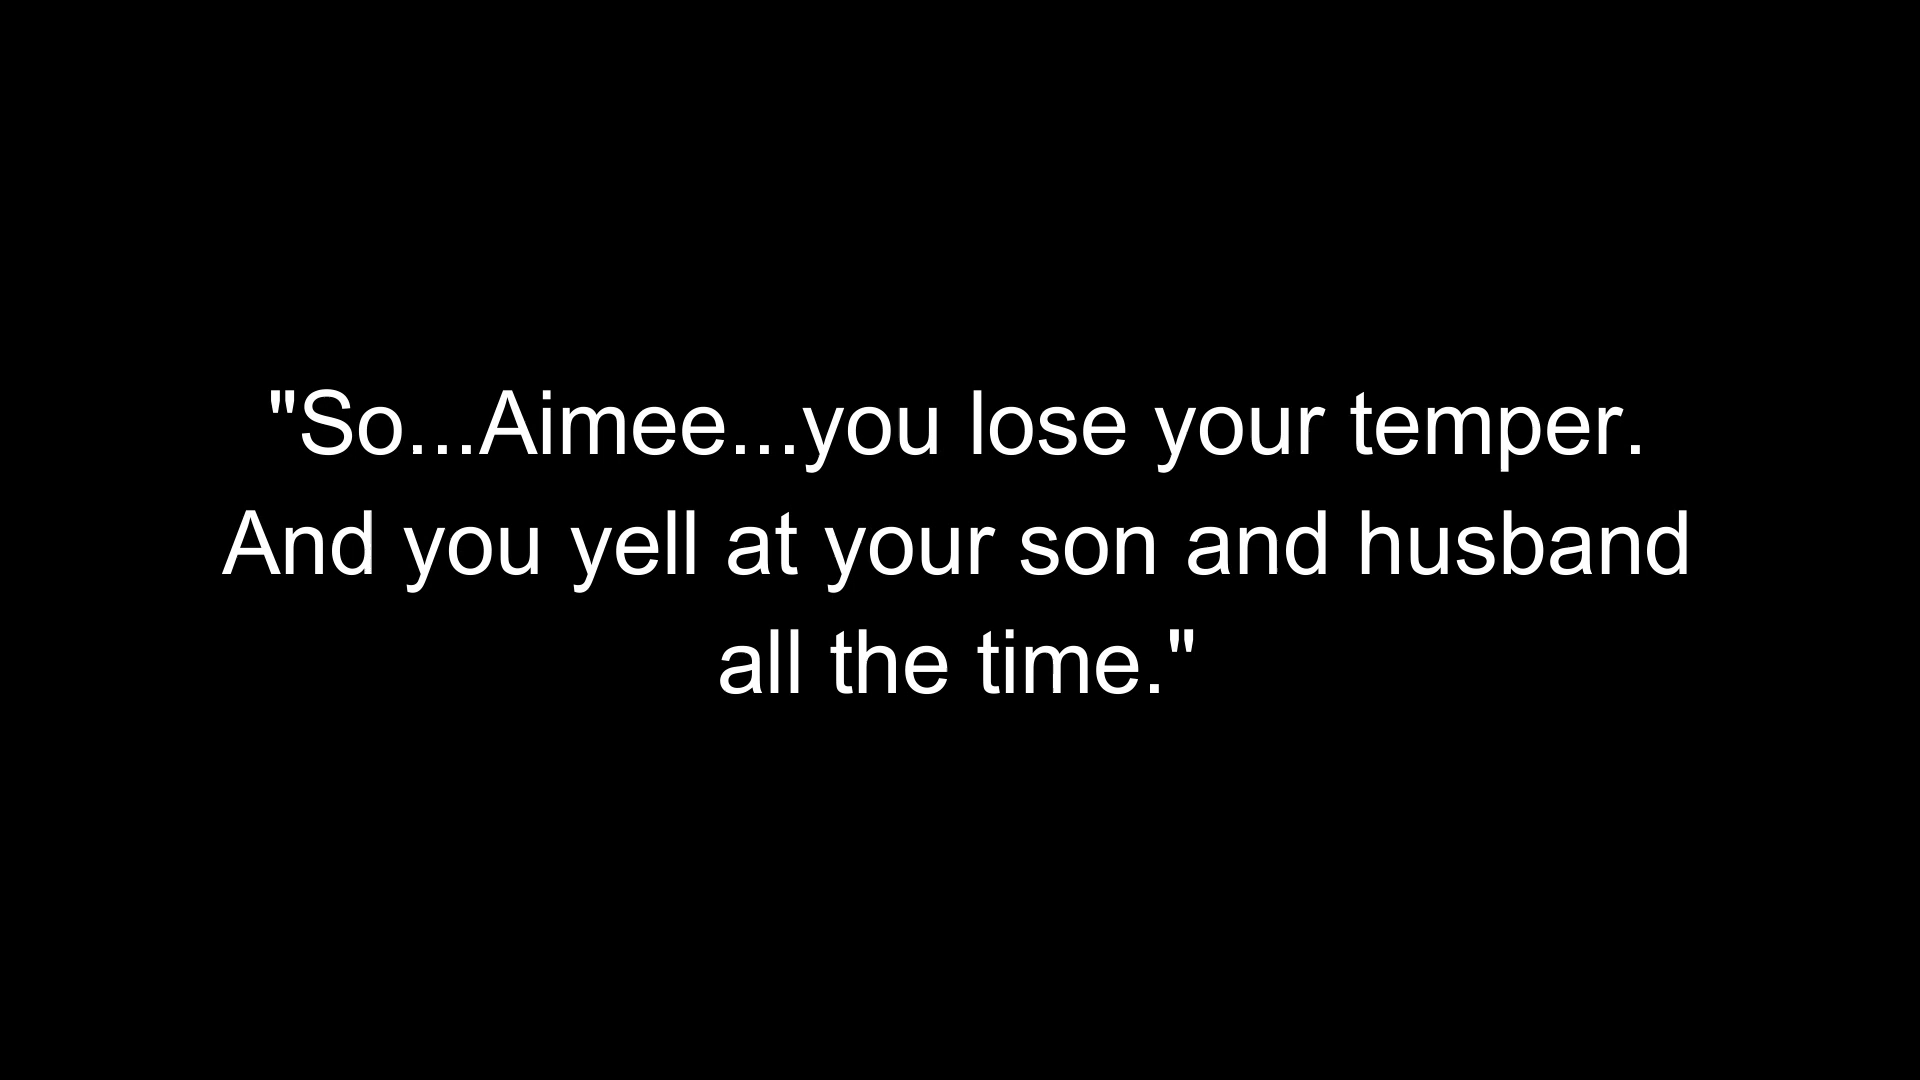 "So...Aimee...you lose your temper.
And you yell at your son and husband
all the time."